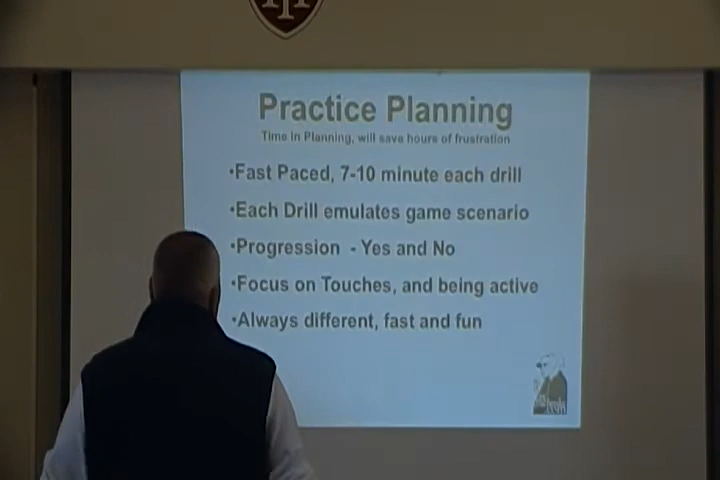 Practice Planning
Time in Planning, will save hours of frustration
•Fast Paced, 7-10 minute each drill
•Each Drill emulates game scenario
•Progression - Yes and No
•Focus on Touches, and being active
•Always different, fast and fun